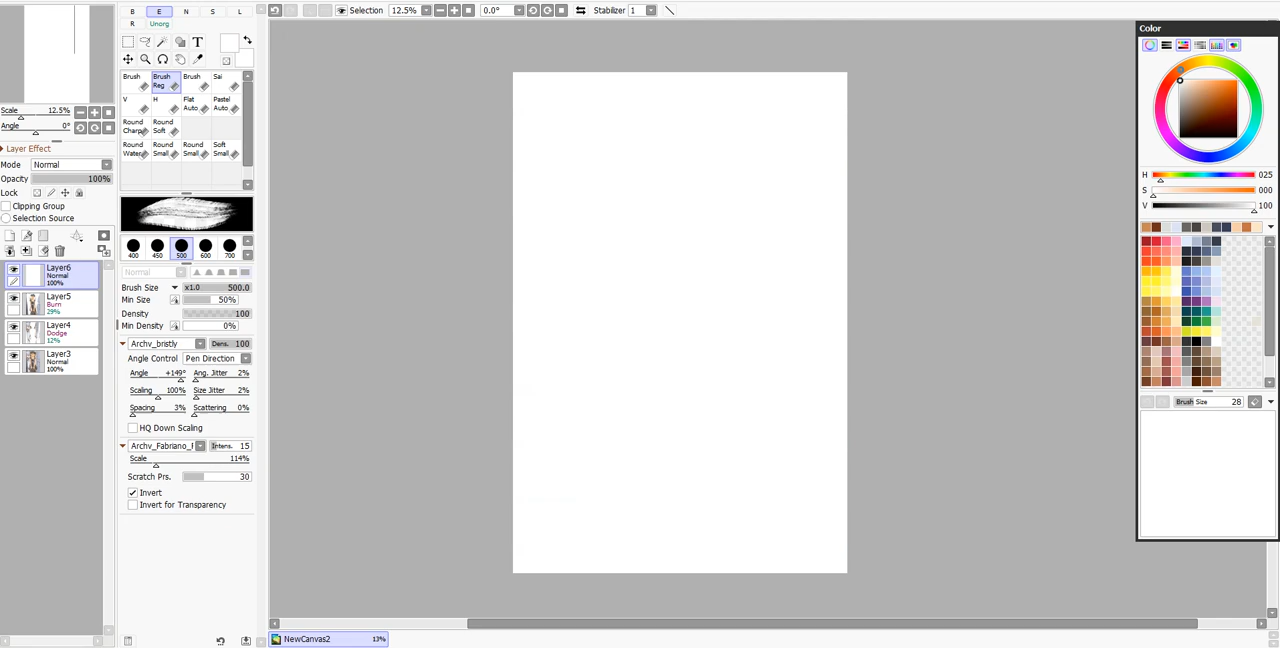 B E N S L
R Unorg
Selection 12.5% 0.0° Stabilizer 1
Color
T
Scale 12.5%
Angle 0°
Layer Effect
Mode Normal
Opacity 100%
Lock
Clipping Group
Selection Source
Layer6
Normal
100%
Layer5
Burn
29%
Layer4
Dodge
12%
Layer3
Normal
100%
Brush Brush Reg Brush Sai
V H Flat Auto Pastel Auto
Round Charp Round Soft
Round Water Round Small Round Small Soft Small
400 450 500 600 700
Normal
Brush Size x1.0 500.0
Min Size 50%
Density 100
Min Density 0%
Archv_bristly Dens. 100
Angle Control Pen Direction
Angle +149° Ang. Jitter 2%
Scaling 100% Size Jitter 2%
Spacing 3% Scattering 0%
HQ Down Scaling
Archv_Fabriano_F Intens. 15
Scale 114%
Scratch Prs. 30
Invert
Invert for Transparency
H 025
S 000
V 100
Brush Size 28
NewCanvas2 13%